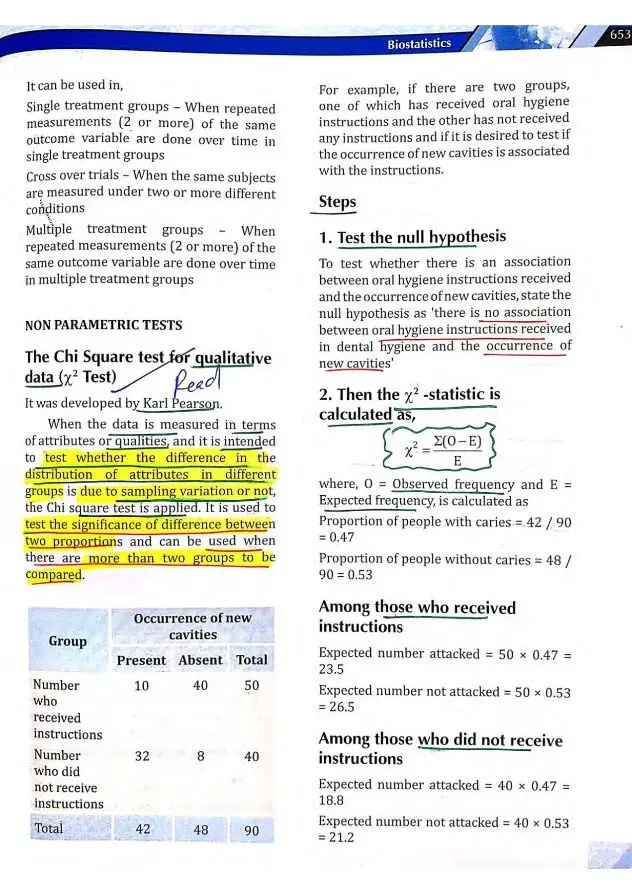 Biostatistics
653
It can be used in,
Single treatment groups – When repeated
measurements (2 or more) of the same
outcome variable are done over time in
single treatment groups
Cross over trials – When the same subjects
are measured under two or more different
conditions
Multiple treatment groups – When
repeated measurements (2 or more) of the
same outcome variable are done over time
in multiple treatment groups
NON PARAMETRIC TESTS
The Chi Square test for qualitative
data (χ² Test)
Read
It was developed by Karl Pearson.
When the data is measured in terms
of attributes or qualities, and it is intended
to test whether the difference in the
distribution of attributes in different
groups is due to sampling variation or not,
the Chi square test is applied. It is used to
test the significance of difference between
two proportions and can be used when
there are more than two groups to be
compared.
Group
Occurrence of new
cavities
Present Absent Total
Number
who
received
instructions
10 40 50
Number
who did
not receive
instructions
32 8 40
Total 42 48 90
For example, if there are two groups,
one of which has received oral hygiene
instructions and the other has not received
any instructions and if it is desired to test if
the occurrence of new cavities is associated
with the instructions.
Steps
1. Test the null hypothesis
To test whether there is an association
between oral hygiene instructions received
and the occurrence of new cavities, state the
null hypothesis as 'there is no association
between oral hygiene instructions received
in dental hygiene and the occurrence of
new cavities'
2. Then the χ² -statistic is
calculated as,
χ² = Σ(O−E)
E
where, O = Observed frequency and E =
Expected frequency, is calculated as
Proportion of people with caries = 42 / 90
= 0.47
Proportion of people without caries = 48 /
90 = 0.53
Among those who received
instructions
Expected number attacked = 50 × 0.47 =
23.5
Expected number not attacked = 50 × 0.53
= 26.5
Among those who did not receive
instructions
Expected number attacked = 40 × 0.47 =
18.8
Expected number not attacked = 40 × 0.53
= 21.2